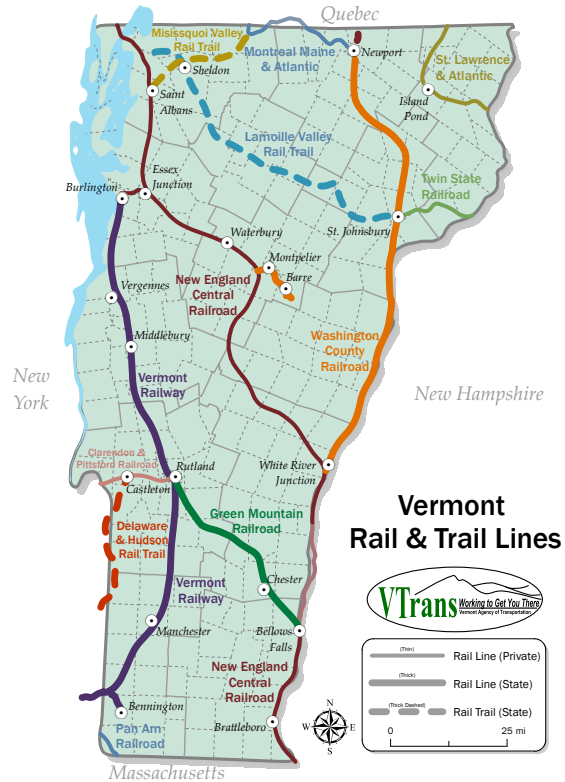 Quebec
Misissquoi Valley
Rail Trail
Montreal Maine
& Atlantic
Newport
St. Lawrence
& Atlantic
Sheldon
Saint
Albans
Island
Pond
Lamoille Valley
Rail Trail
Essex
Junction
Twin State
Railroad
Burlington
St. Johnsbury
Waterbury
Montpelier
Barre
New England
Central
Railroad
Vergennes
Middlebury
Washington
County
Railroad
New
York
Vermont
Railway
New Hampshire
Clarendon &
Pittsford Railroad
Rutland
White River
Junction
Castleton
Green Mountain
Railroad
Delaware
& Hudson
Rail Trail
Vermont
Rail & Trail Lines
Vermont
Railway
Chester
VTrans
Working to Get You There
Vermont Agency of Transportation
Manchester
Bellows
Falls
(Thin)
Rail Line (Private)
New England
Central
Railroad
(Thick)
Rail Line (State)
(Thick Dashed)
Rail Trail (State)
N
W
E
S
0
25 mi
Bennington
Brattleboro
Pan Am
Railroad
Massachusetts